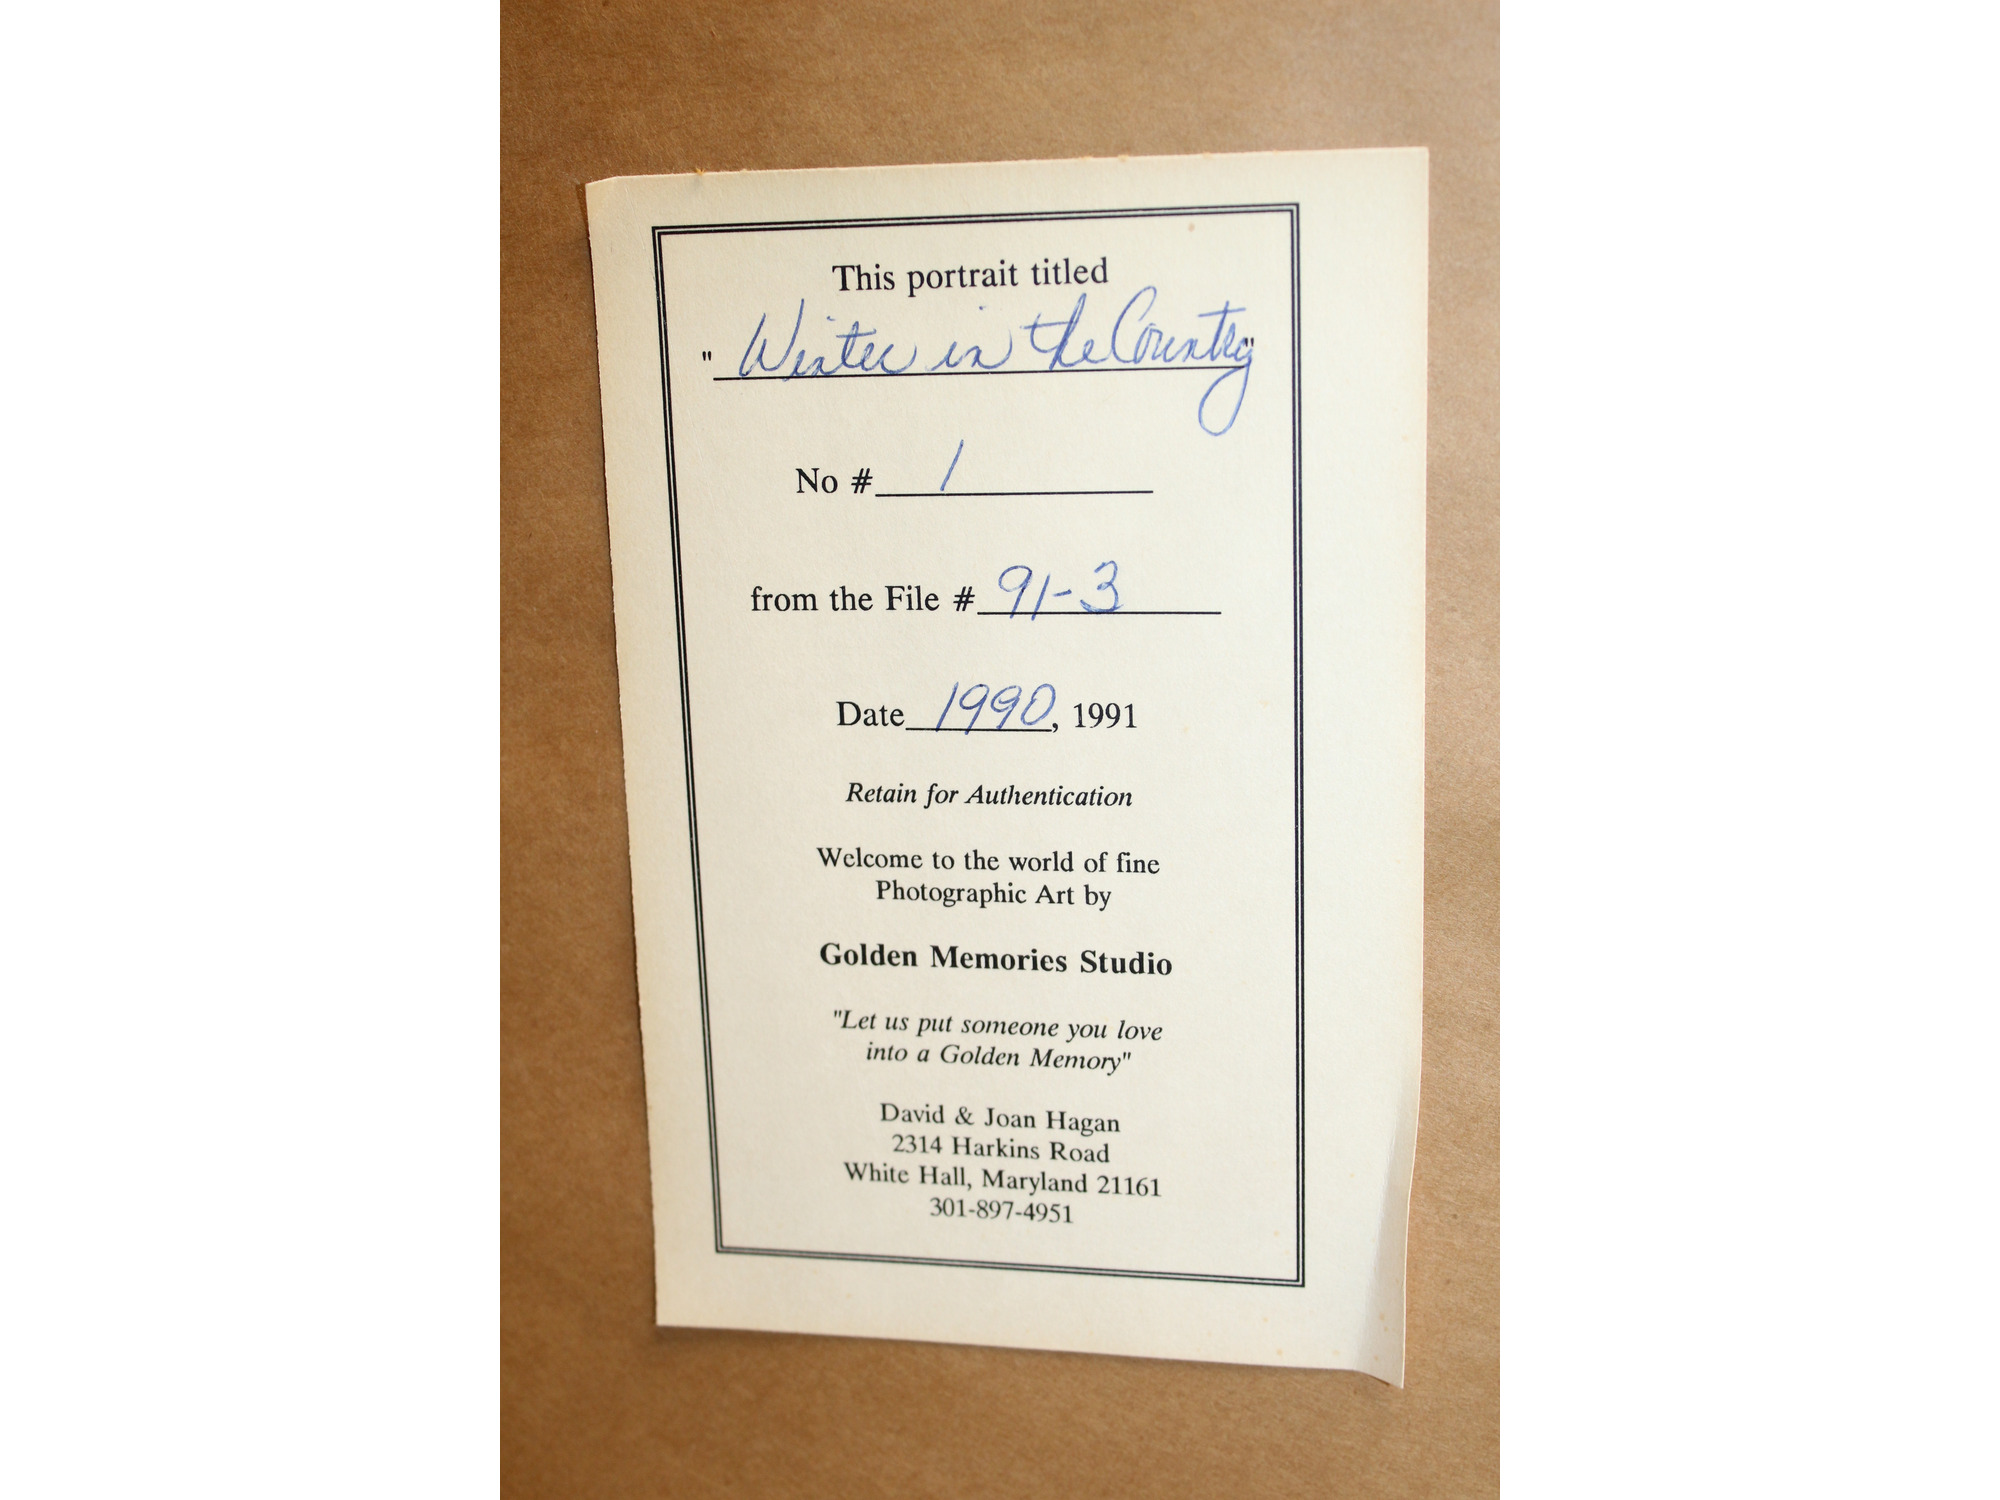 This portrait titled
"Winter in the Country"
No # 1
from the File # 91-3
Date 1990, 1991
Retain for Authentication
Welcome to the world of fine
Photographic Art by
Golden Memories Studio
"Let us put someone you love
into a Golden Memory"
David & Joan Hagan
2314 Harkins Road
White Hall, Maryland 21161
301-897-4951